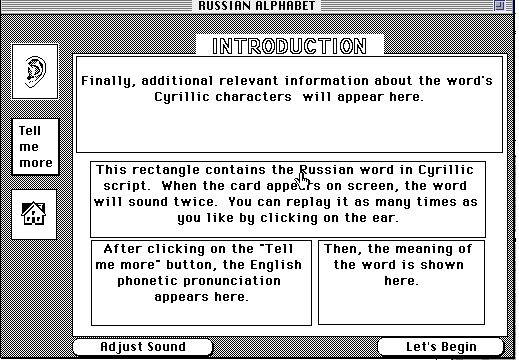 RUSSIAN ALPHABET
INTRODUCTION
Finally, additional relevant information about the word's
Cyrillic characters  will appear here.
Tell
me
more
This rectangle contains the Russian word in Cyrillic
script.  When the card appears on screen, the word
will sound twice.  You can replay it as many times as
you like by clicking on the ear.
After clicking on the "Tell
me more" button, the English
phonetic pronunciation
appears here.
Then, the meaning of
the word is shown
here.
Adjust Sound
Let's Begin